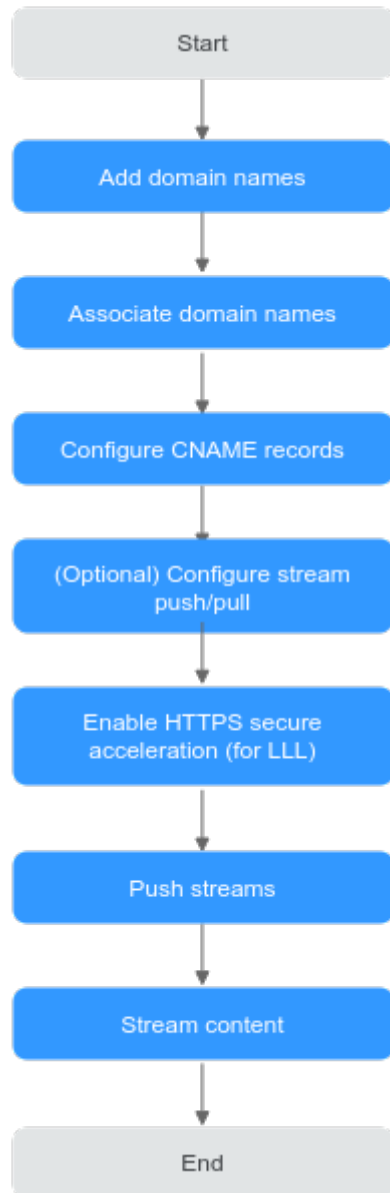 Start
Add domain names
Associate domain names
Configure CNAME records
(Optional) Configure stream
push/pull
Enable HTTPS secure
acceleration (for LLL)
Push streams
Stream content
End